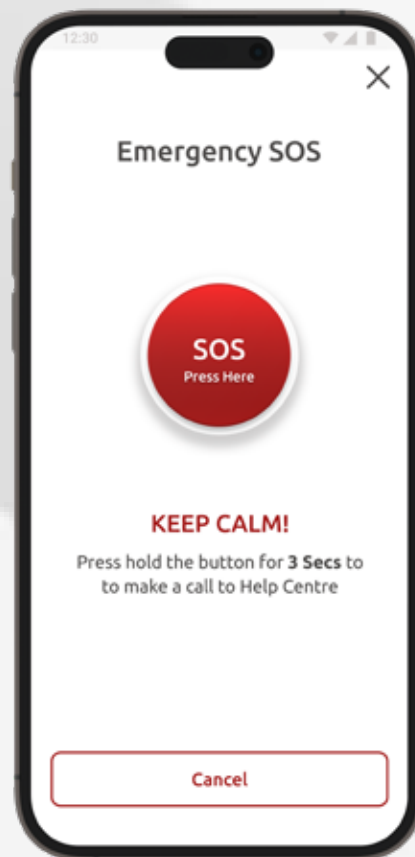 12:30
Emergency SOS
SOS
Press Here
KEEP CALM!
Press hold the button for 3 Secs to
to make a call to Help Centre
Cancel